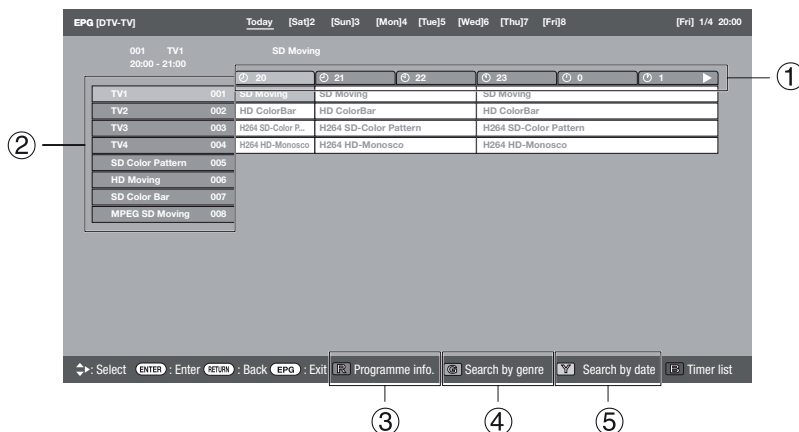 EPG [DTV-TV] Today [Sat]2 [Sun]3 [Mon]4 [Tue]5 [Wed]6 [Thu]7 [Fri]8 [Fri] 1/4 20:00
001 TV1 SD Moving
20:00 - 21:00
20 21 22 23 0 1
①
TV1 001 SD Moving SD Moving SD Moving
TV2 002 HD ColorBar HD ColorBar HD ColorBar
TV3 003 H264 SD-Color P... H264 SD-Color Pattern H264 SD-Color Pattern
②
TV4 004 H264 HD-Monosco H264 HD-Monosco H264 HD-Monosco
SD Color Pattern 005
HD Moving 006
SD Color Bar 007
MPEG SD Moving 008
: Select ENTER : Enter RETURN : Back EPG : Exit R Programme info. G Search by genre Y Search by date B Timer list
③ ④ ⑤